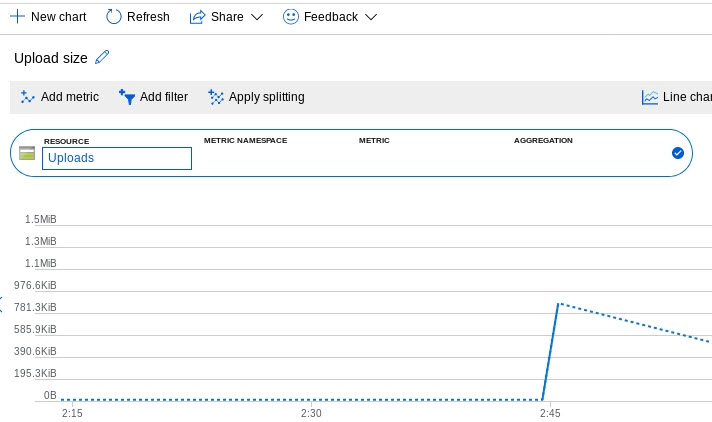 New chart Refresh Share Feedback
Upload size
Add metric Add filter Apply splitting Line char
RESOURCE METRIC NAMESPACE METRIC AGGREGATION
Uploads
1.5MiB
1.3MiB
1.1MiB
976.6KiB
781.3KiB
585.9KiB
390.6KiB
195.3KiB
0B
2:15 2:30 2:45